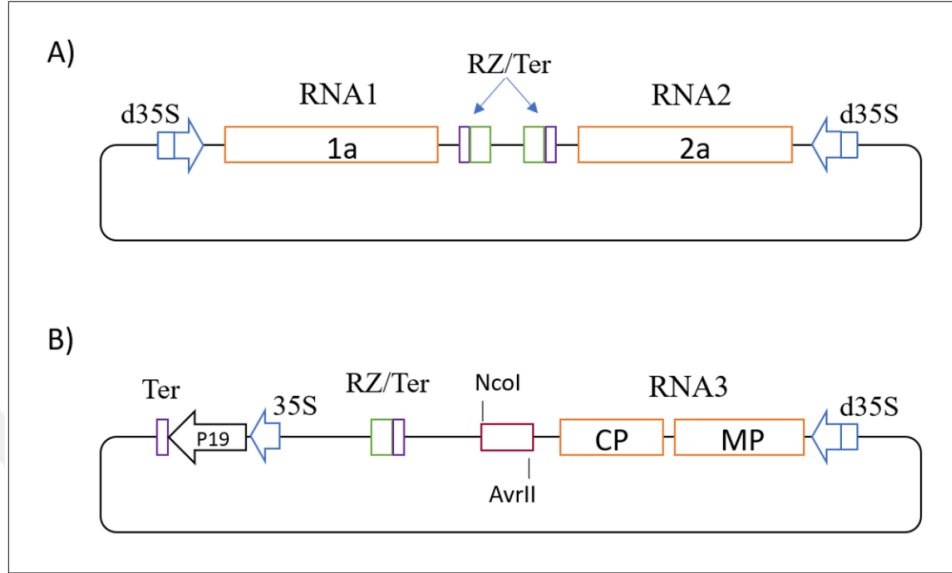 A)
RZ/Ter
RNA1 RNA2
d35S d35S
1a 2a
B)
Ter 35S RZ/Ter NcoI RNA3 d35S
P19 CP MP
AvrII